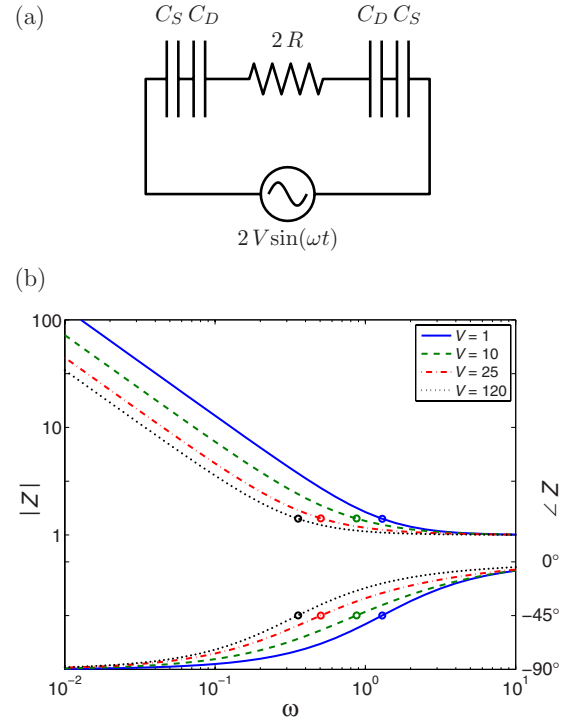 (a)
C_S C_D 2 R C_D C_S
2 V sin(ωt)
(b)
100
10
1
|Z|
V = 1
V = 10
V = 25
V = 120
∠ Z
0°
−45°
−90°
10^−2 10^−1 10^0 10^1
ω